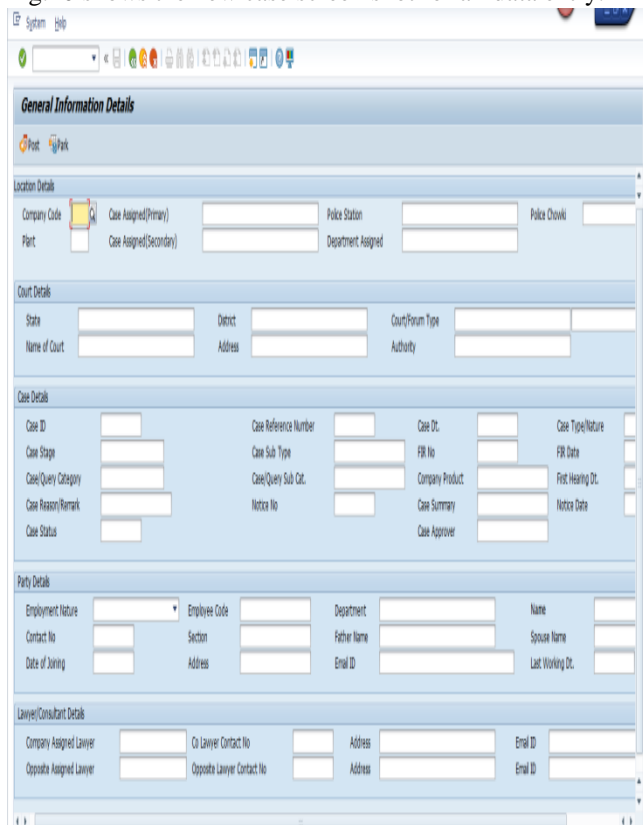 System Help
General Information Details
Post Park
Location Details
Company Code Case Assigned(Primary) Police Station Police Chowki
Plant Case Assigned(Secondary) Department Assigned
Court Details
State District Court/Forum Type
Name of Court Address Authority
Case Details
Case ID Case Reference Number Case Dt. Case Type/Nature
Case Stage Case Sub Type FIR No FIR Date
Case/Query Category Case/Query Sub Cat. Company Product First Hearing Dt.
Case Reason/Remark Notice No Case Summary Notice Date
Case Status Case Approver
Party Details
Employment Nature Employee Code Department Name
Contact No Section Father Name Spouse Name
Date of Joining Address Email ID Last Working Dt.
Lawyer/Consultant Details
Company Assigned Lawyer Co Lawyer Contact No Address Email ID
Opposite Assigned Lawyer Opposite Lawyer Contact No Address Email ID